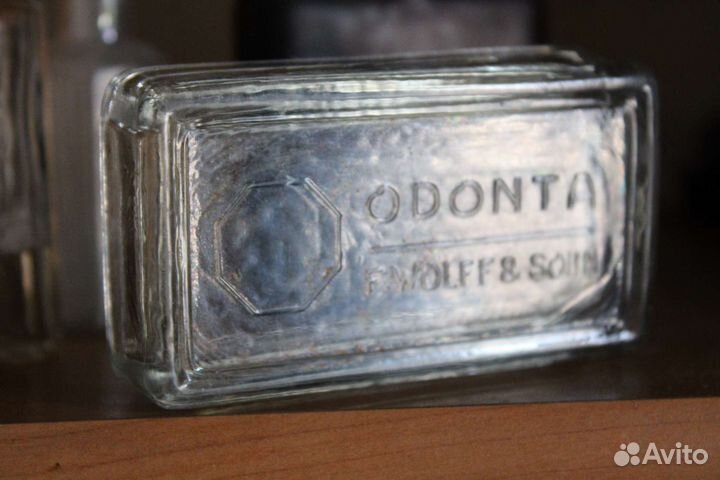 ODONTA
F. WOLFF & SOHN
Avito